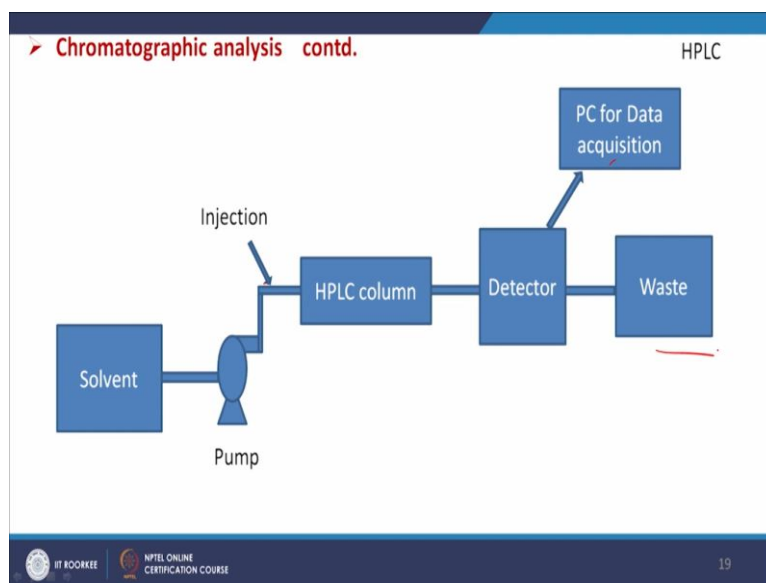 Chromatographic analysis contd.
HPLC
PC for Data
acquisition
Injection
HPLC column
Detector
Waste
Solvent
Pump
IIT ROORKEE
NPTEL ONLINE
CERTIFICATION COURSE
19